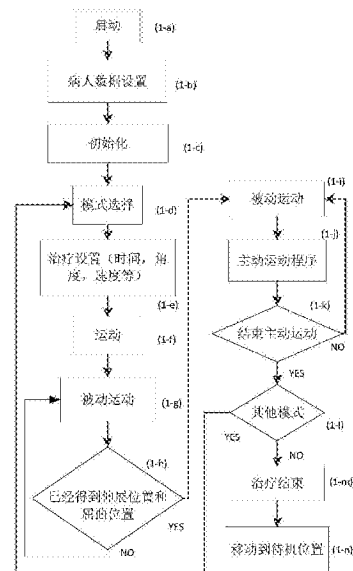 启动
(1-a)
病人数据设置
(1-b)
初始化
(1-c)
模式选择
(1-d)
治疗设置（时间，角
度，速度等）
(1-e)
运动
(1-f)
被动运动
(1-g)
(1-h)
已经得到伸展位置和
屈曲位置
YES
NO
(1-i)
被动运动
(1-j)
主动运动程序
(1-k)
结束主动运动
NO
YES
其他模式
(1-l)
YES
NO
治疗结束
(1-m)
移动到待机位置
(1-n)